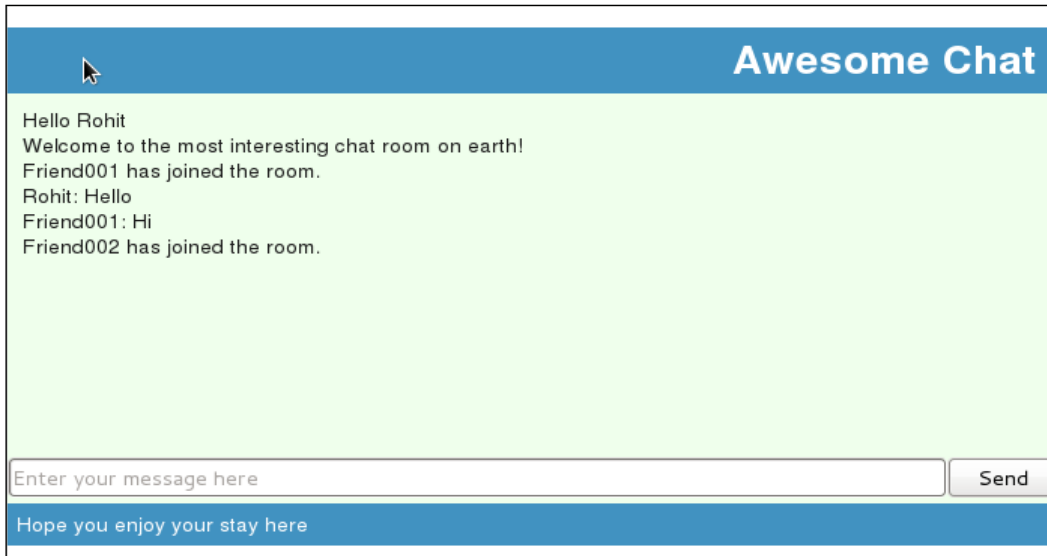 Awesome Chat
Hello Rohit
Welcome to the most interesting chat room on earth!
Friend001 has joined the room.
Rohit: Hello
Friend001: Hi
Friend002 has joined the room.
Enter your message here
Send
Hope you enjoy your stay here